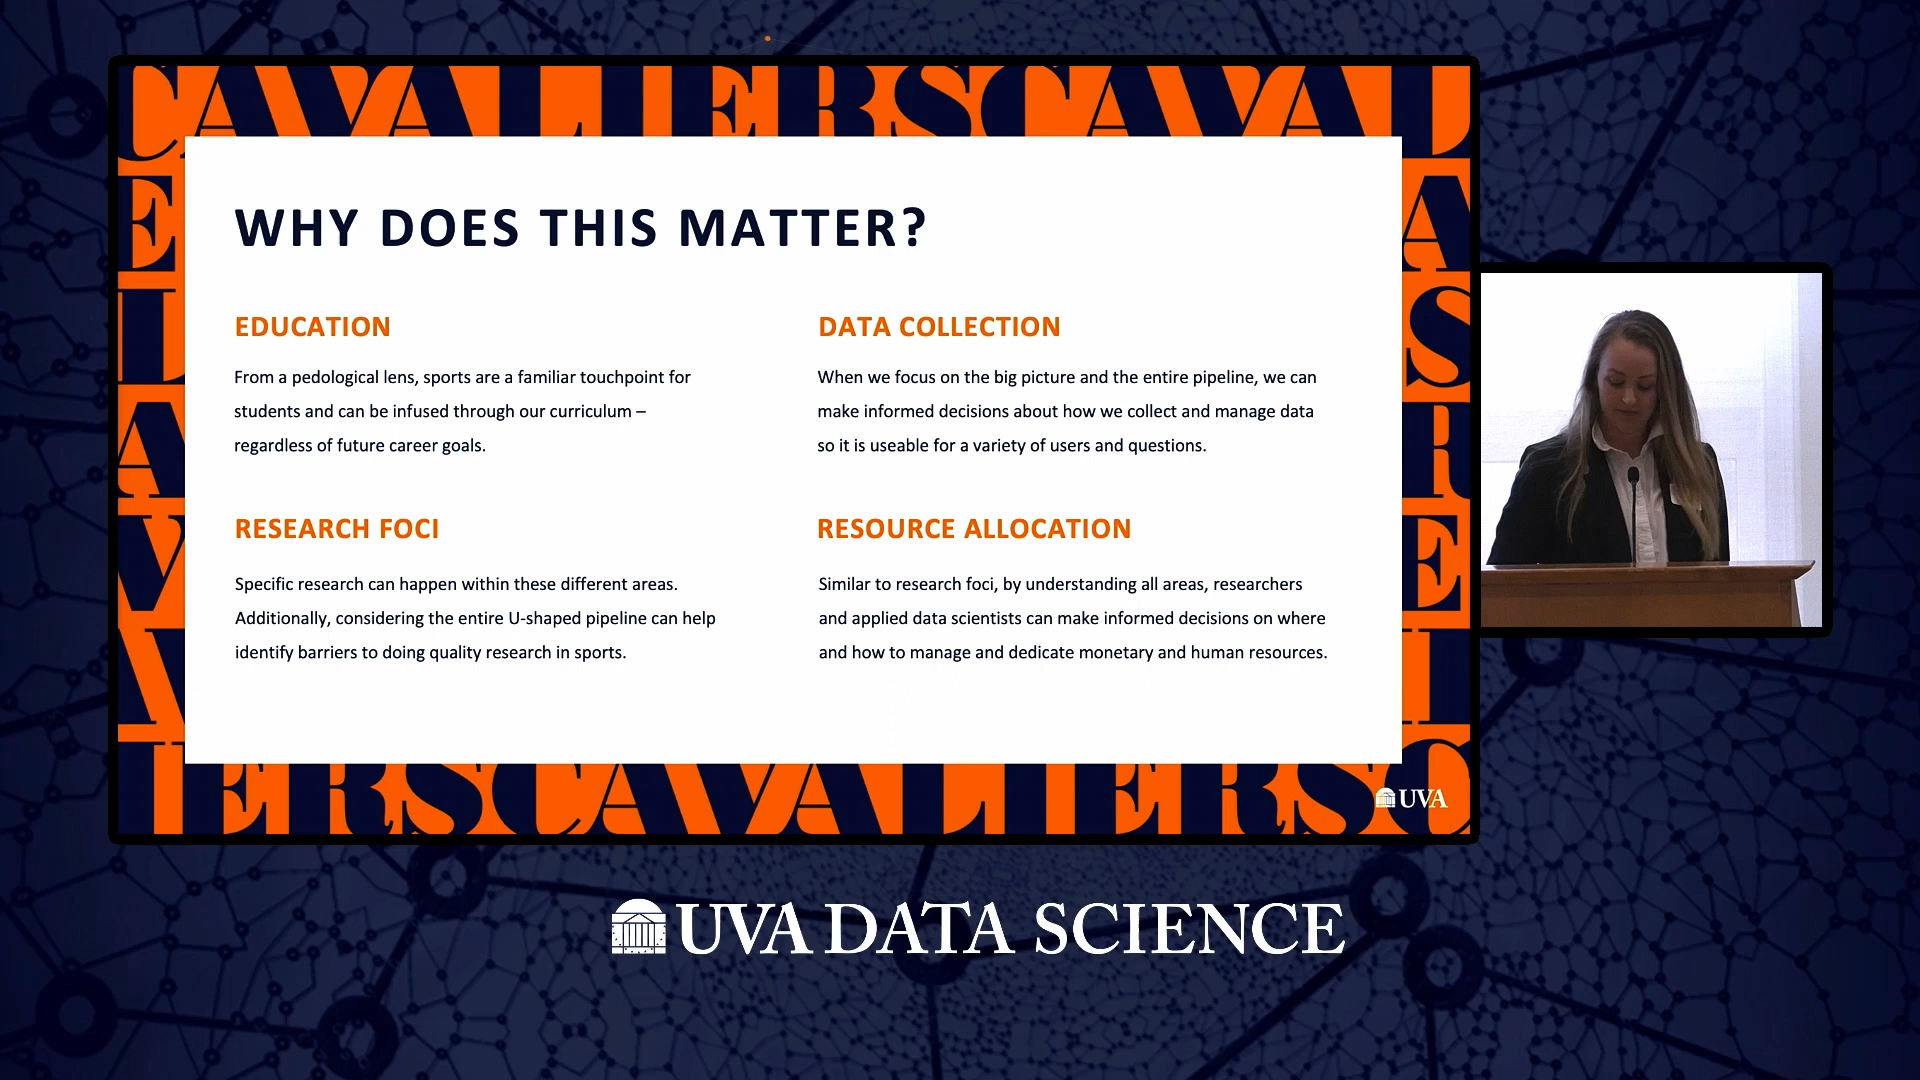 CAVALIERSCAVAL
E
L
A
V
A
A
S
R
E
I
IERSCAVALIERSC
WHY DOES THIS MATTER?
EDUCATION
From a pedological lens, sports are a familiar touchpoint for
students and can be infused through our curriculum –
regardless of future career goals.
DATA COLLECTION
When we focus on the big picture and the entire pipeline, we can
make informed decisions about how we collect and manage data
so it is useable for a variety of users and questions.
RESEARCH FOCI
Specific research can happen within these different areas.
Additionally, considering the entire U-shaped pipeline can help
identify barriers to doing quality research in sports.
RESOURCE ALLOCATION
Similar to research foci, by understanding all areas, researchers
and applied data scientists can make informed decisions on where
and how to manage and dedicate monetary and human resources.
UVA
UVA DATA SCIENCE